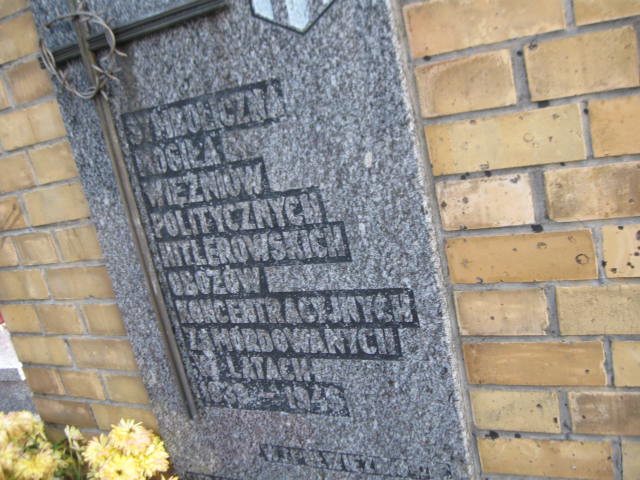 SYMBOLICZNA
MOGIŁA
WIĘŹNIÓW
POLITYCZNYCH
HITLEROWSKICH
OBOZÓW
KONCENTRACYJNYCH
ZAMORDOWANYCH
W LATACH
1939-1945